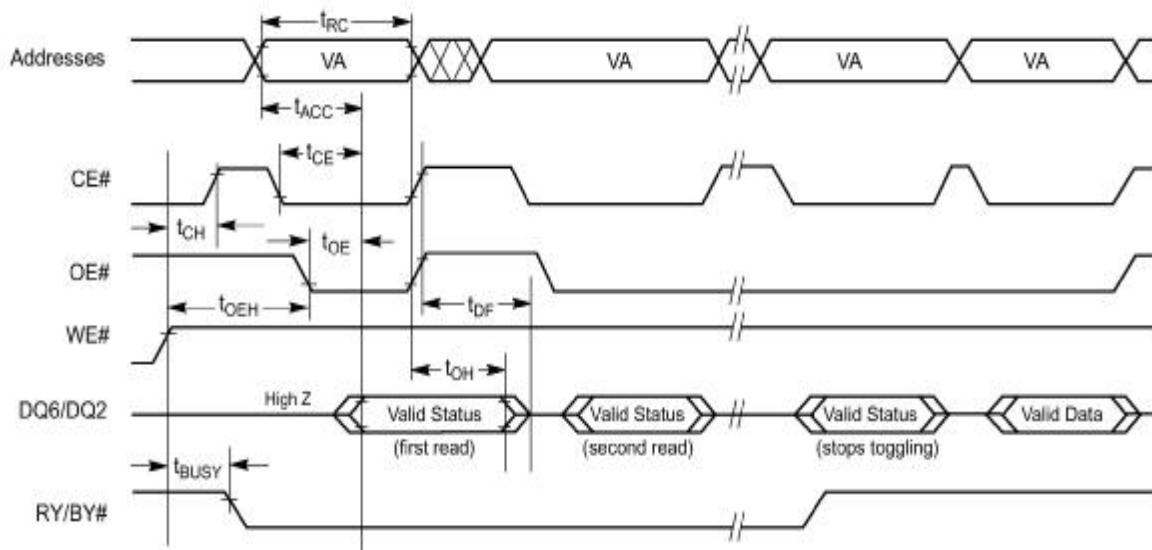 tRC
Addresses VA VA VA VA
tACC
tCE
CE#
tCH
tOE
OE#
tOEH
tDF
WE#
tOH
High Z
DQ6/DQ2 Valid Status Valid Status Valid Status Valid Data
(first read) (second read) (stops toggling)
tBUSY
RY/BY#